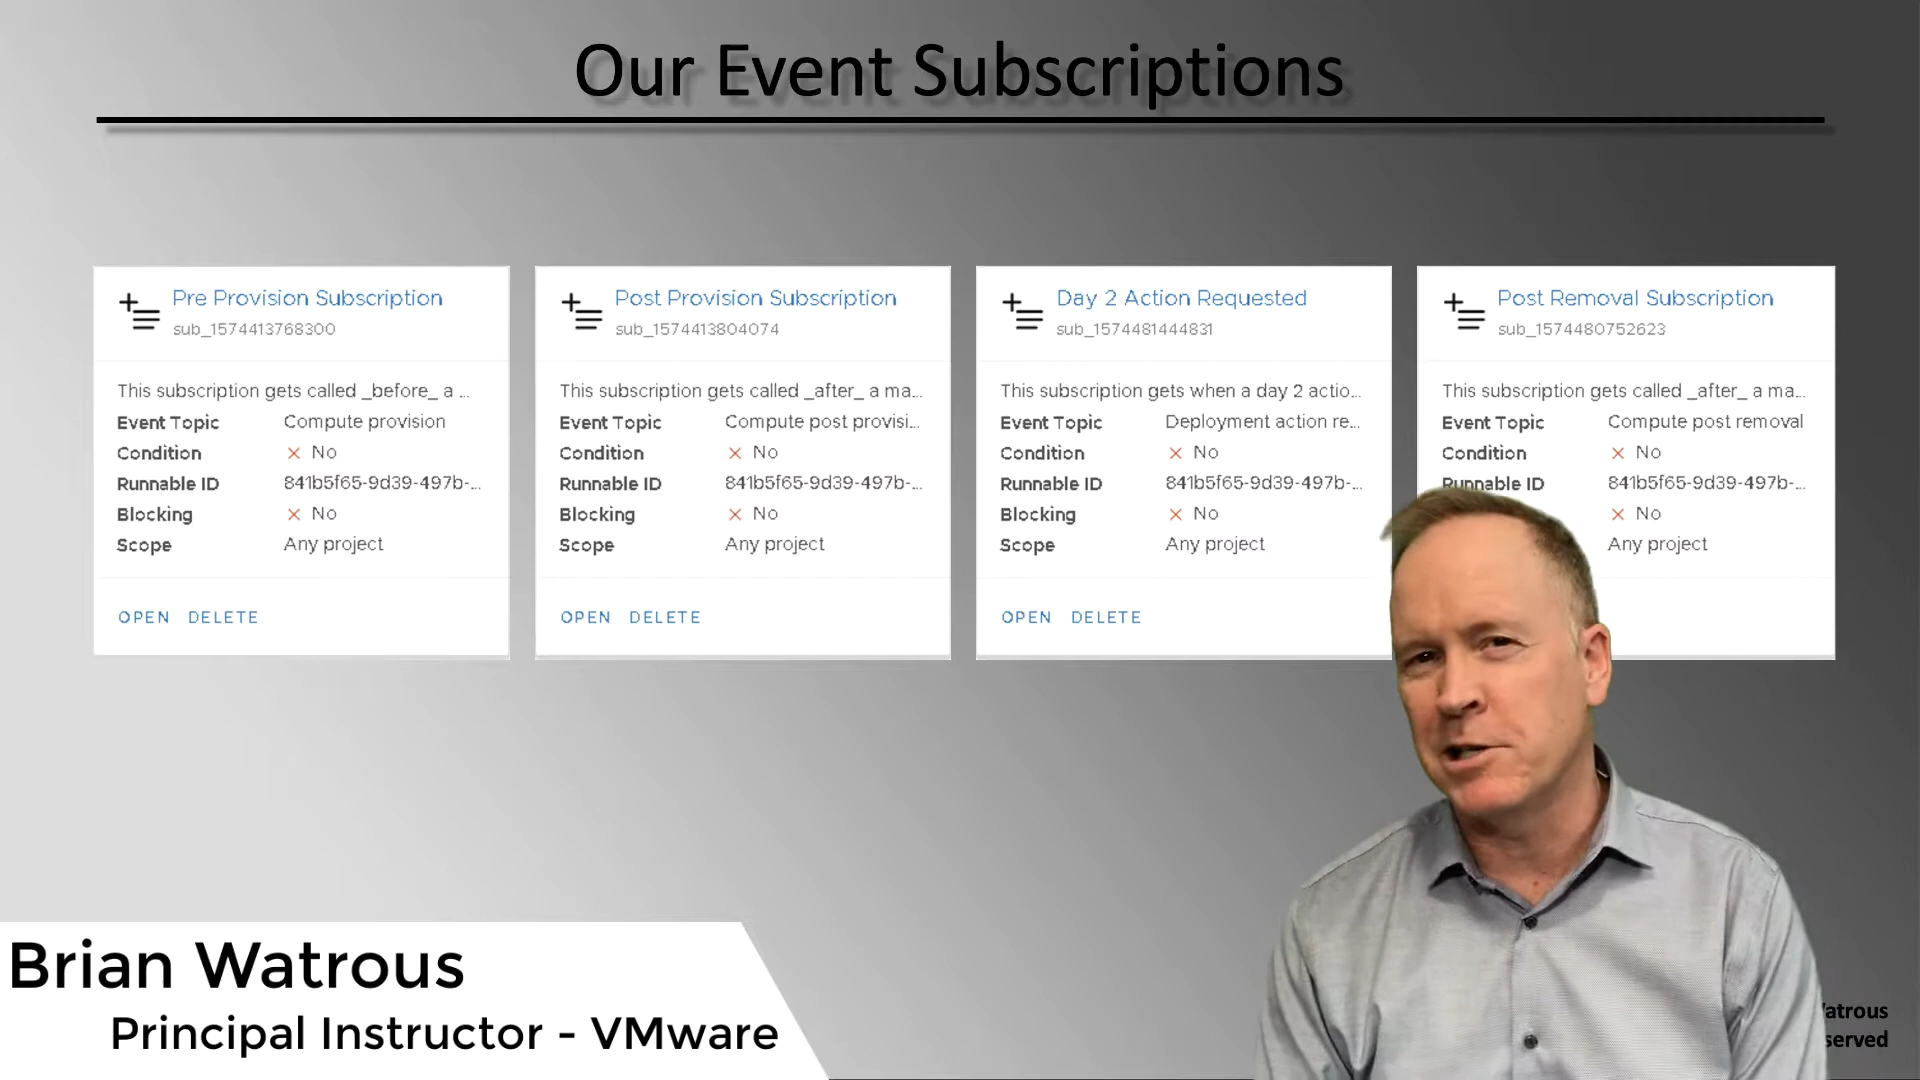 Our Event Subscriptions
Pre Provision Subscription
sub_1574413768300
This subscription gets called _before_ a ...
Event Topic Compute provision
Condition × No
Runnable ID 841b5f65-9d39-497b-...
Blocking × No
Scope Any project
OPEN DELETE
Post Provision Subscription
sub_1574413804074
This subscription gets called _after_ a ma...
Event Topic Compute post provisi...
Condition × No
Runnable ID 841b5f65-9d39-497b-...
Blocking × No
Scope Any project
OPEN DELETE
Day 2 Action Requested
sub_1574481444831
This subscription gets when a day 2 actio...
Event Topic Deployment action re...
Condition × No
Runnable ID 841b5f65-9d39-497b-...
Blocking × No
Scope Any project
OPEN DELETE
Post Removal Subscription
sub_1574480752623
This subscription gets called _after_ a ma...
Event Topic Compute post removal
Condition × No
Runnable ID 841b5f65-9d39-497b-...
× No
Any project
Brian Watrous
Principal Instructor - VMware